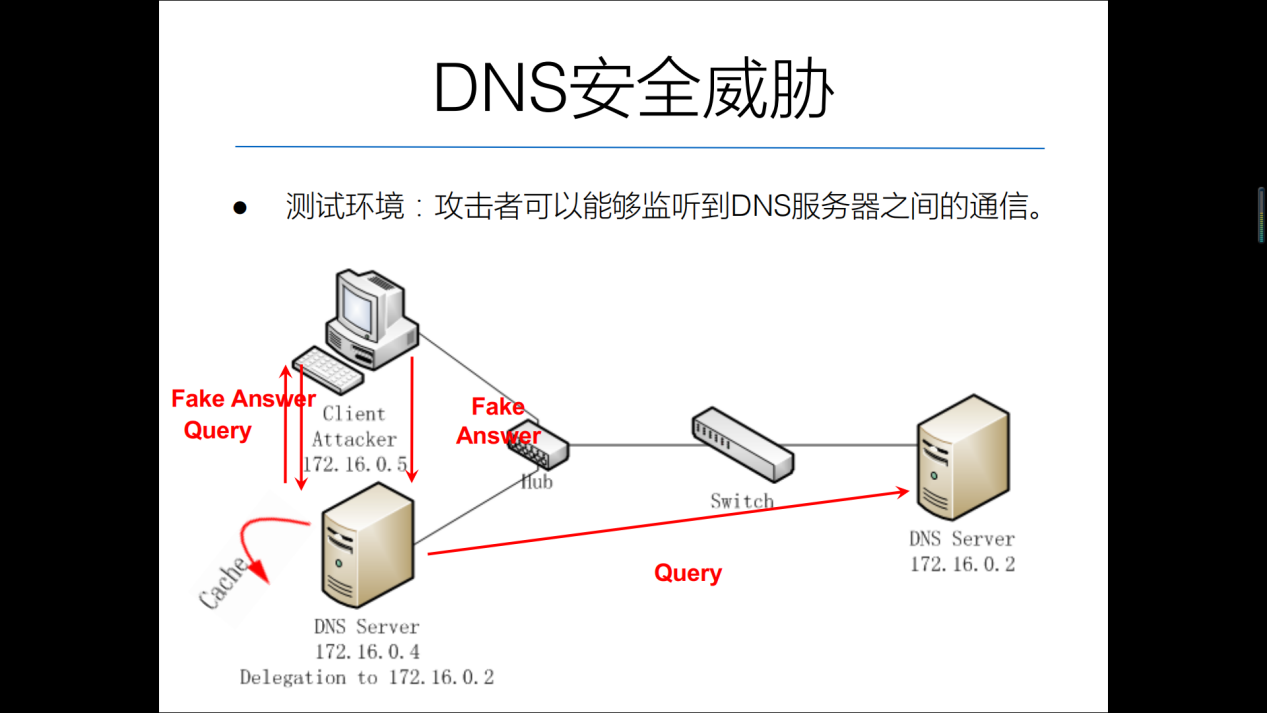 DNS安全威胁
● 测试环境：攻击者可以能够监听到DNS服务器之间的通信。
Fake Answer
Query
Client
Attacker
172.16.0.5
Fake
Answer
Hub
Switch
DNS Server
172.16.0.2
Query
Cache
DNS Server
172.16.0.4
Delegation to 172.16.0.2